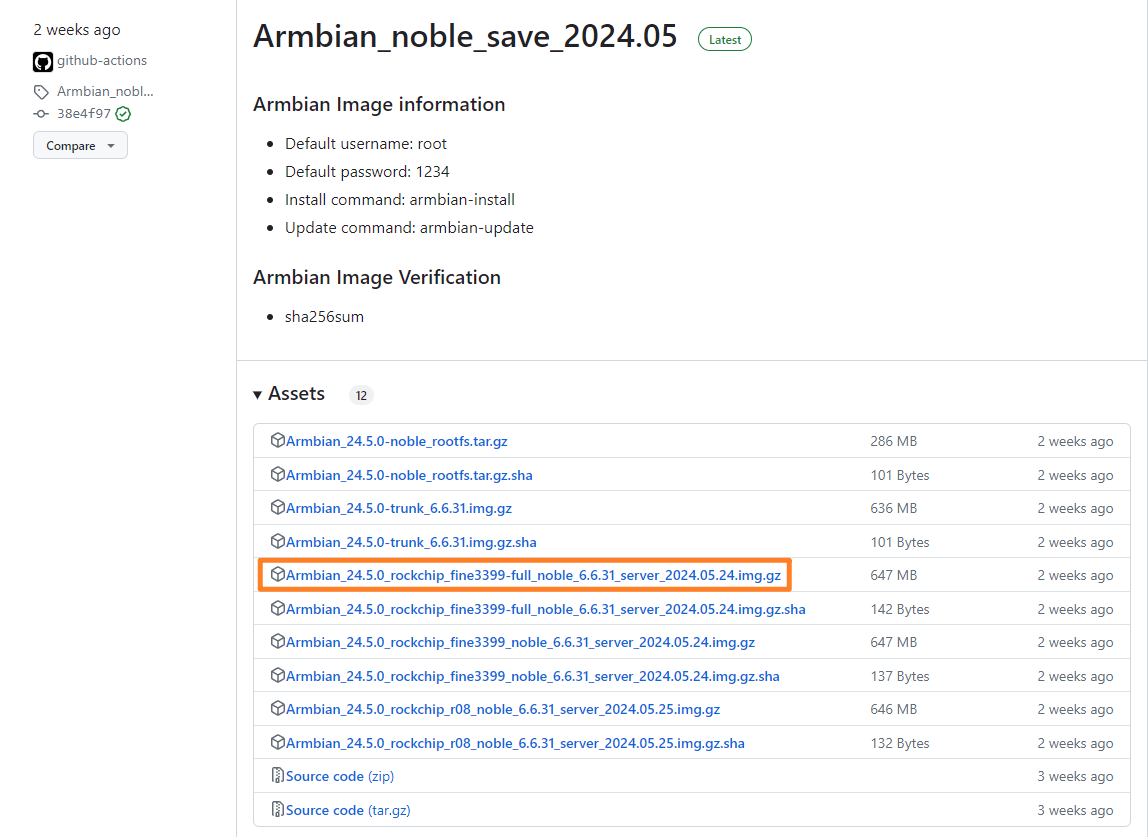 2 weeks ago
github-actions
Armbian_nobl...
38e4f97
Compare
Armbian_noble_save_2024.05 Latest
Armbian Image information
Default username: root
Default password: 1234
Install command: armbian-install
Update command: armbian-update
Armbian Image Verification
sha256sum
Assets 12
Armbian_24.5.0-noble_rootfs.tar.gz 286 MB 2 weeks ago
Armbian_24.5.0-noble_rootfs.tar.gz.sha 101 Bytes 2 weeks ago
Armbian_24.5.0-trunk_6.6.31.img.gz 636 MB 2 weeks ago
Armbian_24.5.0-trunk_6.6.31.img.gz.sha 101 Bytes 2 weeks ago
Armbian_24.5.0_rockchip_fine3399-full_noble_6.6.31_server_2024.05.24.img.gz 647 MB 2 weeks ago
Armbian_24.5.0_rockchip_fine3399-full_noble_6.6.31_server_2024.05.24.img.gz.sha 142 Bytes 2 weeks ago
Armbian_24.5.0_rockchip_fine3399_noble_6.6.31_server_2024.05.24.img.gz 647 MB 2 weeks ago
Armbian_24.5.0_rockchip_fine3399_noble_6.6.31_server_2024.05.24.img.gz.sha 137 Bytes 2 weeks ago
Armbian_24.5.0_rockchip_r08_noble_6.6.31_server_2024.05.25.img.gz 646 MB 2 weeks ago
Armbian_24.5.0_rockchip_r08_noble_6.6.31_server_2024.05.25.img.gz.sha 132 Bytes 2 weeks ago
Source code (zip) 3 weeks ago
Source code (tar.gz) 3 weeks ago